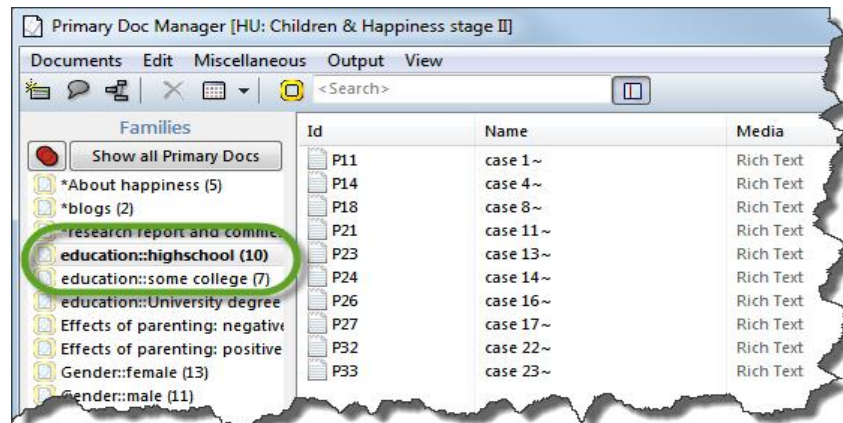 Primary Doc Manager [HU: Children & Happiness stage II]
Documents Edit Miscellaneous Output View
<Search>
Families
Show all Primary Docs
*About happiness (5)
*blogs (2)
*research report and comme
education::highschool (10)
education::some college (7)
education::University degree
Effects of parenting: negative
Effects of parenting: positive
Gender::female (13)
Gender::male (11)
Id Name Media
P11 case 1~ Rich Text
P14 case 4~ Rich Text
P18 case 8~ Rich Text
P21 case 11~ Rich Text
P23 case 13~ Rich Text
P24 case 14~ Rich Text
P26 case 16~ Rich Text
P27 case 17~ Rich Text
P32 case 22~ Rich Text
P33 case 23~ Rich Text